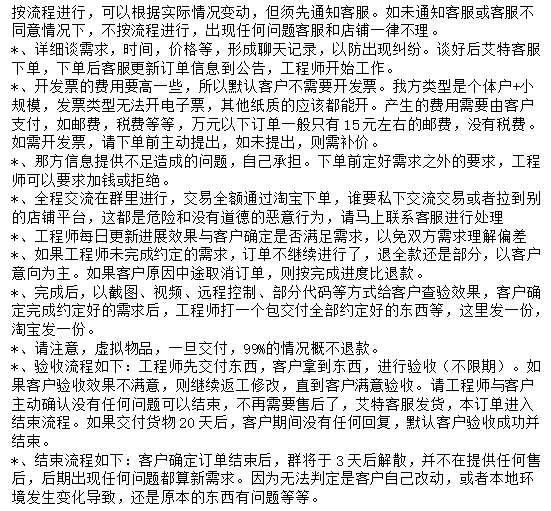 按流程进行，可以根据实际情况变动，但须先通知客服。如未通知客服或客服不
同意情况下，不按流程进行，出现任何问题客服和店铺一律不理。
*、详细谈需求，时间，价格等，形成聊天记录，以防出现纠纷。谈好后艾特客服
下单，下单后客服更新订单信息到公告，工程师开始工作。
*、开发票的费用要高一些，所以默认客户不需要开发票。我方类型是个体户+小
规模，发票类型无法开电子票，其他纸质的应该都能开。产生的费用需要由客户
支付，如邮费，税费等等，万元以下订单一般只有 15 元左右的邮费，没有税费。
如需开发票，请下单前主动提出，如未提出，则需补价。
*、那方信息提供不足造成的问题，自己承担。下单前定好需求之外的要求，工程
师可以要求加钱或拒绝。
*、全程交流在群里进行，交易全额通过淘宝下单，谁要私下交流交易或者拉到别
的店铺平台，这都是危险和没有道德的恶意行为，请马上联系客服进行处理
*、工程师每日更新进展效果与客户确定是否满足需求，以免双方需求理解偏差
*、如果工程师未完成约定的需求，订单不继续进行了，退全款还是部分，以客户
意向为主。如果客户原因中途取消订单，则按完成进度比退款。
*、完成后，以截图、视频、远程控制、部分代码等方式给客户查验效果，客户确
定完成约定好的需求后，工程师打一个包交付全部约定好的东西等，这里发一份，
淘宝发一份。
*、请注意，虚拟物品，一旦交付，99%的情况概不退款。
*、验收流程如下：工程师先交付东西，客户拿到东西，进行验收（不限期）。如
果客户验收效果不满意，则继续返工修改，直到客户满意验收。请工程师与客户
主动确认没有任何问题可以结束，不再需要售后了，艾特客服发货，本订单进入
结束流程。如果交付货物 20 天后，客户期间没有任何回复，默认客户验收成功并
结束。
*、结束流程如下：客户确定订单结束后，群将于 3 天后解散，并不在提供任何售
后，后期出现任何问题都算新需求。因为无法判定是客户自己改动，或者本地环
境发生变化导致，还是原本的东西有问题等等。